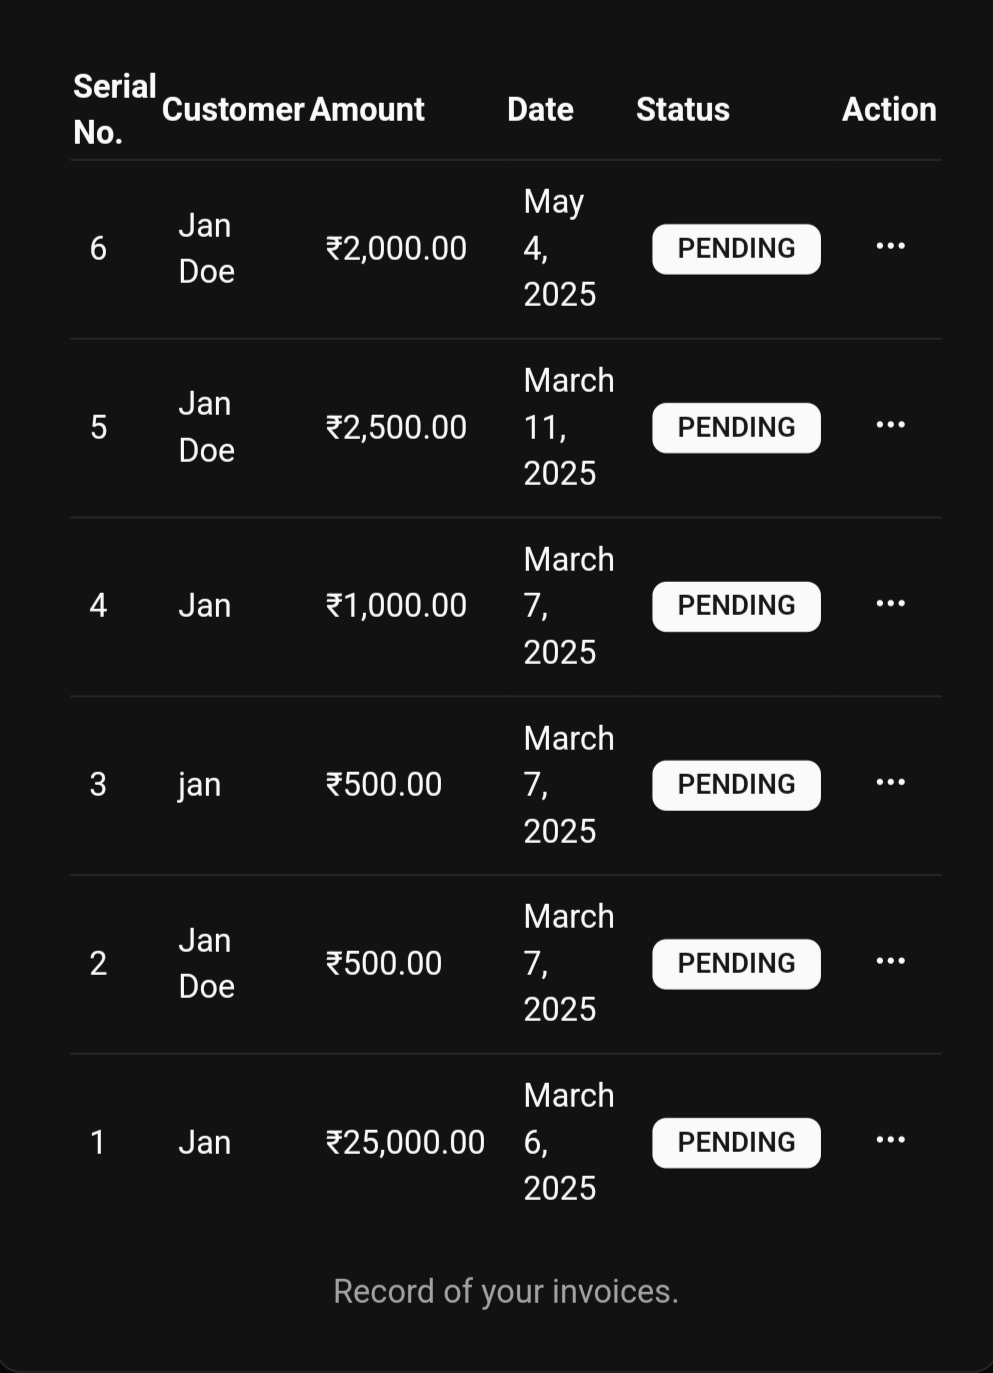 Serial No. Customer Amount Date Status Action
6 Jan Doe ₹2,000.00 May 4, 2025 PENDING ...
5 Jan Doe ₹2,500.00 March 11, 2025 PENDING ...
4 Jan ₹1,000.00 March 7, 2025 PENDING ...
3 jan ₹500.00 March 7, 2025 PENDING ...
2 Jan Doe ₹500.00 March 7, 2025 PENDING ...
1 Jan ₹25,000.00 March 6, 2025 PENDING ...
Record of your invoices.